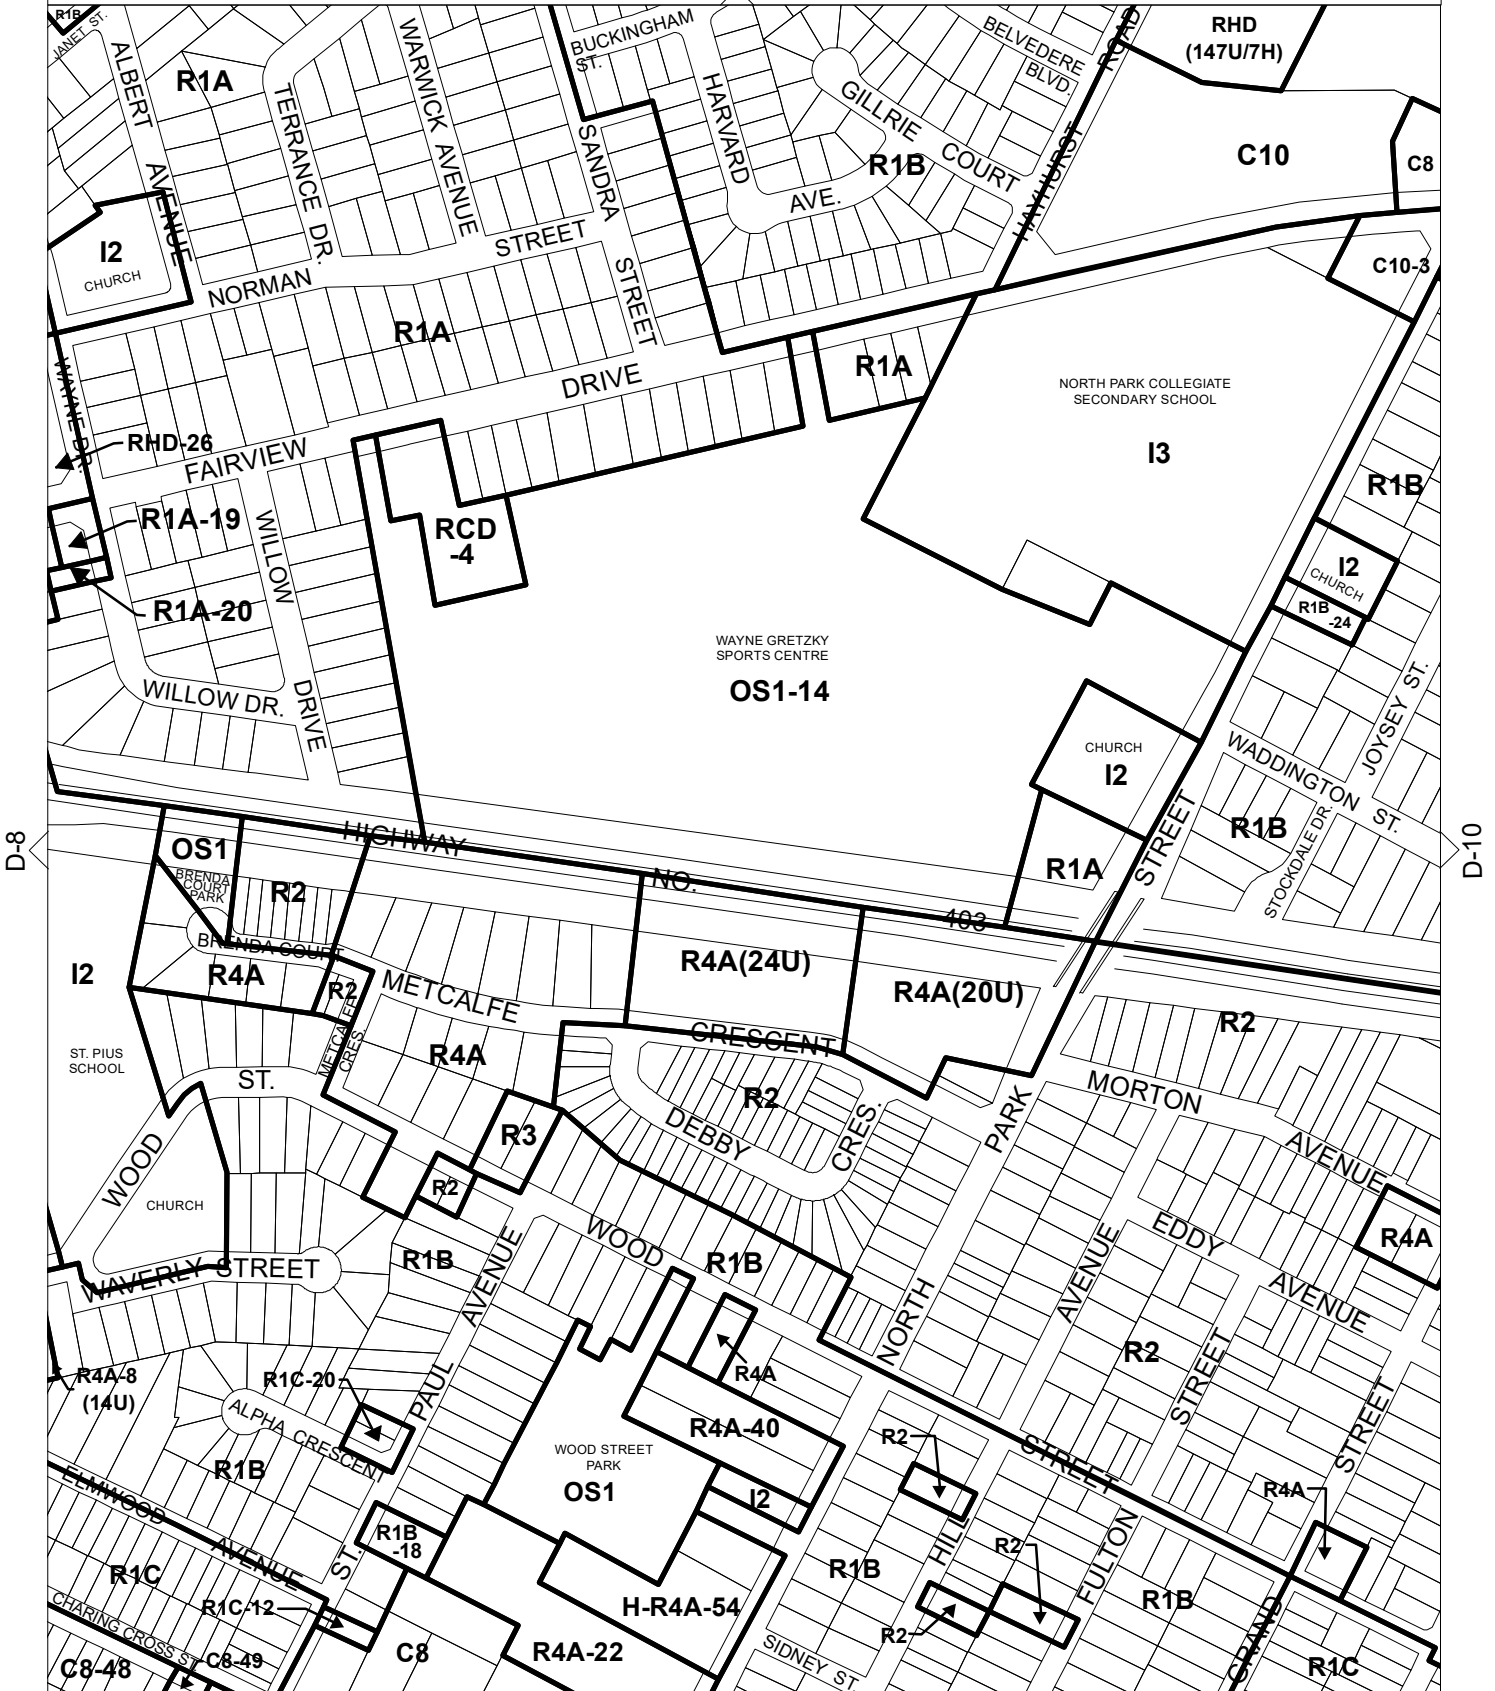 R1B
JANET ST.
ALBERT
AVENUE
R1A
TERRANCE DR.
WARWICK AVENUE
BUCKINGHAM
ST.
SANDRA
STREET
HARVARD
AVE.
GILLRIE COURT
R1B
BELVEDERE
BLVD.
HAYHURST
ROAD
RHD
(147U/7H)
C10
C8
C10-3
I2
CHURCH
NORMAN
STREET
R1A
WAYNE DR.
RHD-26
FAIRVIEW
DRIVE
R1A
NORTH PARK COLLEGIATE
SECONDARY SCHOOL
I3
R1B
R1A-19
R1A-20
WILLOW
DRIVE
WILLOW DR.
RCD
-4
WAYNE GRETZKY
SPORTS CENTRE
OS1-14
I2
CHURCH
R1B
-24
JOYSEY ST.
WADDINGTON ST.
STOCKDALE DR.
R1B
CHURCH
I2
R1A
STREET
D-8
D-10
HIGHWAY
NO.
403
OS1
BRENDA
COURT
PARK
R2
BRENDA COURT
R4A
R2
I2
ST. PIUS
SCHOOL
METCALFE
CRES.
METCALFE
CRESCENT
R4A(24U)
R4A(20U)
R4A
R2
R2
DEBBY
CRES.
MORTON
AVENUE
R3
R2
ST.
WOOD
CHURCH
WAVERLY STREET
R1B
AVENUE
PAUL
ST.
WOOD
R1B
NORTH
PARK
AVENUE
EDDY
AVENUE
R4A
R2
STREET
STREET
R4A-8
(14U)
R1C-20
ALPHA CRESCENT
R1B
R4A
R4A-40
WOOD STREET
PARK
OS1
I2
R2
STREET
R4A
ELMWOOD
AVENUE
R1B
-18
R1C
R1C-12
CHARING CROSS ST.
C8-48
C8-49
C8
R4A-22
H-R4A-54
R1B
HILL
R2
R2
FULTON
SIDNEY ST.
R1B
GRAND
R1C